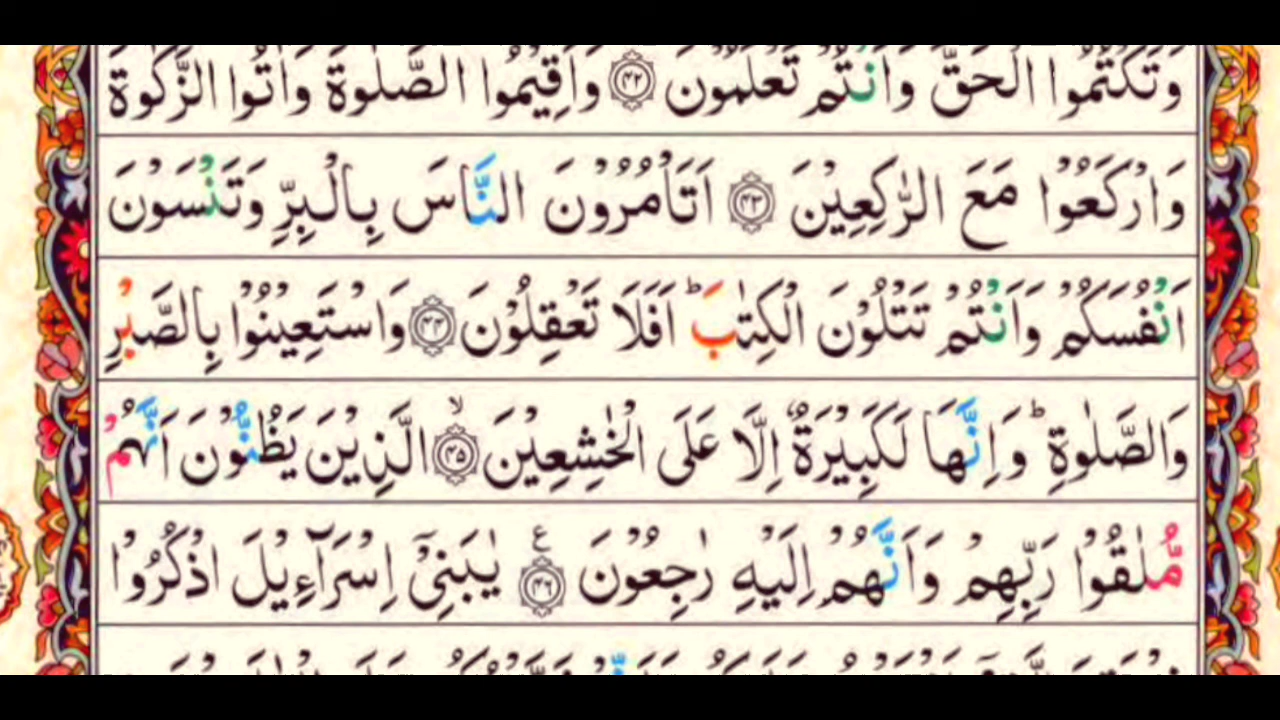 وَتَكْتُمُوا الْحَقَّ وَاَنْتُمْ تَعْلَمُوْنَ ﴿۴۲﴾ وَاَقِيْمُوا الصَّلٰوةَ وَاٰتُوا الزَّكٰوةَ
وَارْكَعُوْا مَعَ الرّٰكِعِيْنَ ﴿۴۳﴾ اَتَاْمُرُوْنَ النَّاسَ بِالْبِرِّ وَتَنْسَوْنَ
اَنْفُسَكُمْ وَاَنْتُمْ تَتْلُوْنَ الْكِتٰبَ ؕ اَفَلَا تَعْقِلُوْنَ ﴿۴۴﴾ وَاسْتَعِيْنُوْا بِالصَّبْرِ
وَالصَّلٰوةِ ؕ وَاِنَّهَا لَكَبِيْرَةٌ اِلَّا عَلَى الْخٰشِعِيْنَ ۙ﴿۴۵﴾ الَّذِيْنَ يَظُنُّوْنَ اَنَّهُمْ
مُّلٰقُوْا رَبِّهِمْ وَاَنَّهُمْ اِلَيْهِ رٰجِعُوْنَ ﴿۴۶﴾ ع يٰبَنِيْۤ اِسْرَآءِيْلَ اذْكُرُوْا